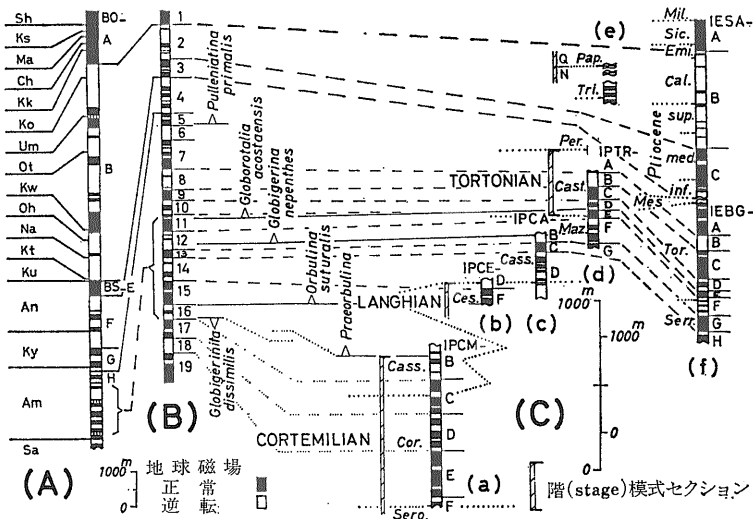 Sh
Ks
Ma
Ch
Kk
Ko
Um
Ot
Kw
Oh
Na
Kt
Ku
An
Ky
Am
Sa
(A)
BO-
A
B
BS-E
F
G
H
1
2
3
4
5
6
7
8
9
10
11
12
13
14
15
16
17
18
19
(B)
Pulleniatina
primalis
Globorotalia
acostaensis
Globigerina
nepenthes
Orbulina
suturalis
Praeorbulina
Globigerinita
dissimilis
1000m
0
地球磁場
正常
逆転
LANGHIAN
CORTEMILIAN
Cass.
Cor.
Sero.
IPCM-
B
C
D
E
F
(a)
Ces.
IPCE-
D
F
(b)
IPCA-
B
C
D
Cass.
(c)
TORTONIAN
Per.
Cast.
Maz.
IPTR-
A
B
C
D
E
F
G
(d)
(e)
Q
N
Pap.
Tri.
Mil.
Sic.
Emi.
Cal.
sup.
med.
inf.
Pliocene
Mes.
Tor.
Serr.
IESA-
A
B
C
IEBG-
A
B
C
D
E
F
G
H
(f)
(C)
1000m
0
1000m
0
階(stage)模式セクション